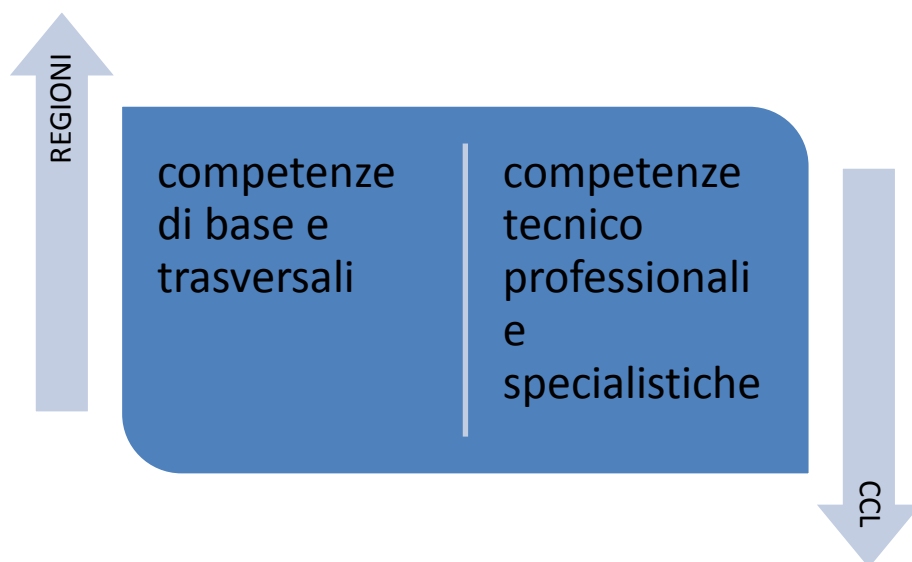 REGIONI
competenze
di base e
trasversali
competenze
tecnico
professionali
e
specialistiche
CCL